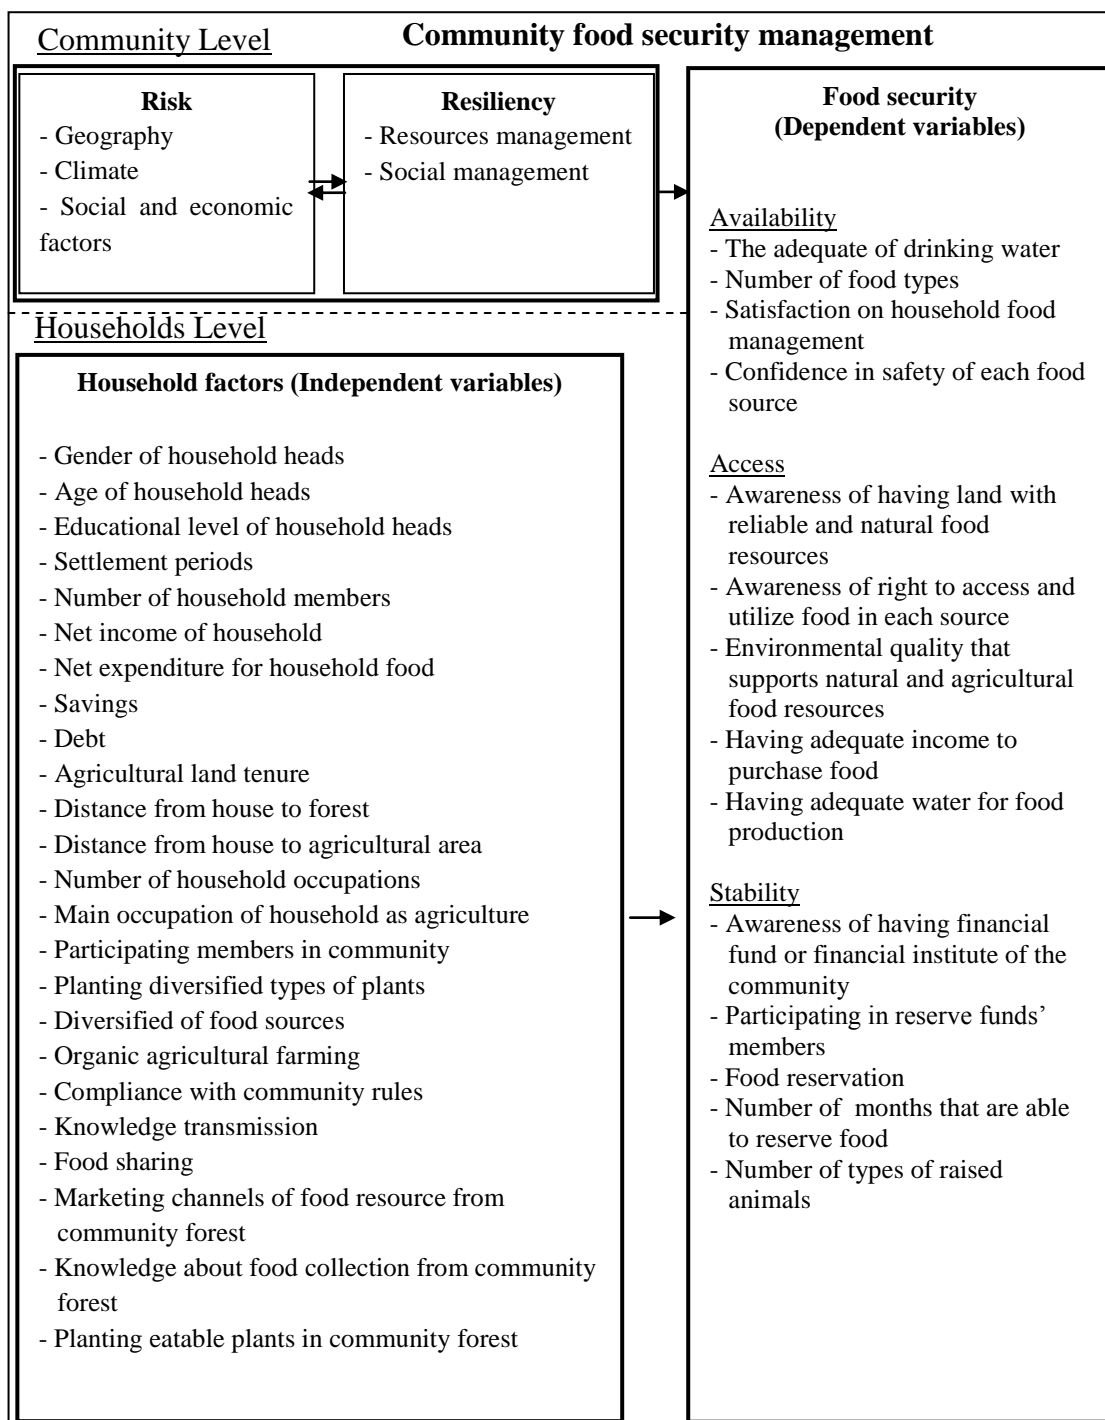 Community Level
Community food security management
Risk
- Geography
- Climate
- Social and economic
factors
Resiliency
- Resources management
- Social management
Food security
(Dependent variables)
Availability
- The adequate of drinking water
- Number of food types
- Satisfaction on household food
management
- Confidence in safety of each food
source
Access
- Awareness of having land with
reliable and natural food
resources
- Awareness of right to access and
utilize food in each source
- Environmental quality that
supports natural and agricultural
food resources
- Having adequate income to
purchase food
- Having adequate water for food
production
Stability
- Awareness of having financial
fund or financial institute of the
community
- Participating in reserve funds’
members
- Food reservation
- Number of  months that are able
to reserve food
- Number of types of raised
animals
Households Level
Household factors (Independent variables)
- Gender of household heads
- Age of household heads
- Educational level of household heads
- Settlement periods
- Number of household members
- Net income of household
- Net expenditure for household food
- Savings
- Debt
- Agricultural land tenure
- Distance from house to forest
- Distance from house to agricultural area
- Number of household occupations
- Main occupation of household as agriculture
- Participating members in community
- Planting diversified types of plants
- Diversified of food sources
- Organic agricultural farming
- Compliance with community rules
- Knowledge transmission
- Food sharing
- Marketing channels of food resource from
community forest
- Knowledge about food collection from community
forest
- Planting eatable plants in community forest